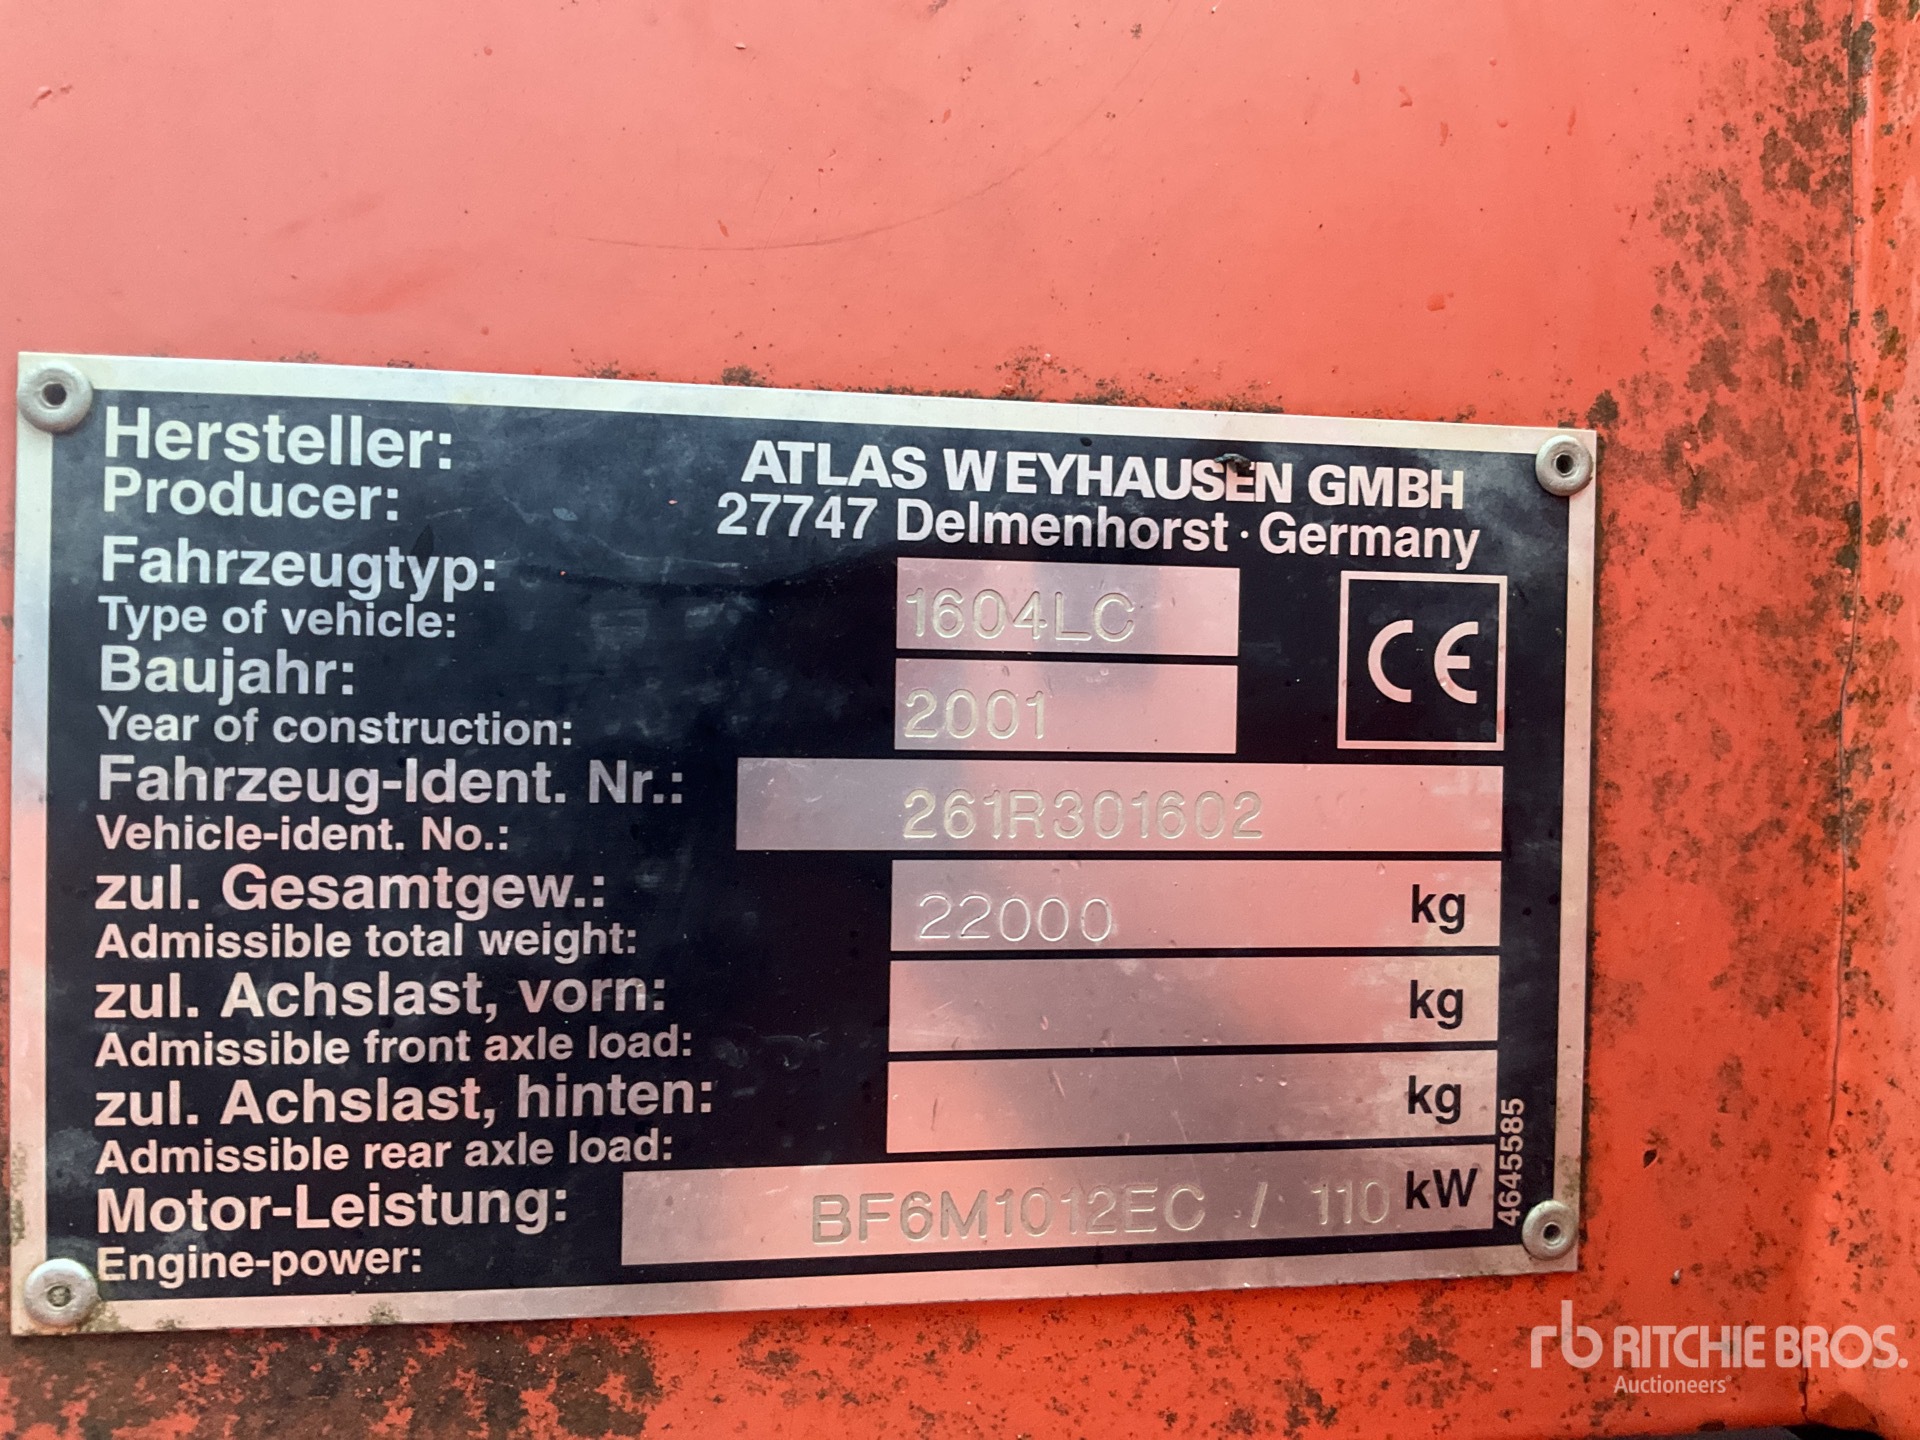 Hersteller: ATLAS WEYHAUSEN GMBH
Producer: 27747 Delmenhorst · Germany
Fahrzeugtyp: 1604LC
Type of vehicle:
CE
Baujahr: 2001
Year of construction:
Fahrzeug-Ident. Nr.: 261R301602
Vehicle-ident. No.:
zul. Gesamtgew.: 22000 kg
Admissible total weight:
zul. Achslast, vorn: kg
Admissible front axle load:
zul. Achslast, hinten: kg
Admissible rear axle load:
Motor-Leistung: BF6M1012EC / 110 kW
Engine-power:
4645585
rb RITCHIE BROS.
Auctioneers